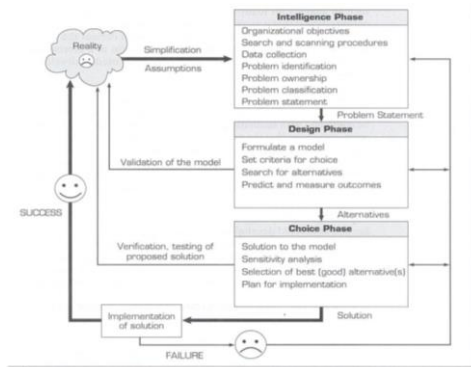 Intelligence Phase
Organizational objectives
Search and scanning procedures
Data collection
Problem identification
Problem ownership
Problem classification
Problem statement
Reality
Simplification
Assumptions
Problem Statement
Design Phase
Formulate a model
Set criteria for choice
Search for alternatives
Predict and measure outcomes
Validation of the model
Alternatives
SUCCESS
Choice Phase
Solution to the model
Sensitivity analysis
Selection of best (good) alternative(s)
Plan for implementation
Verification, testing of
proposed solution
Solution
Implementation
of solution
FAILURE